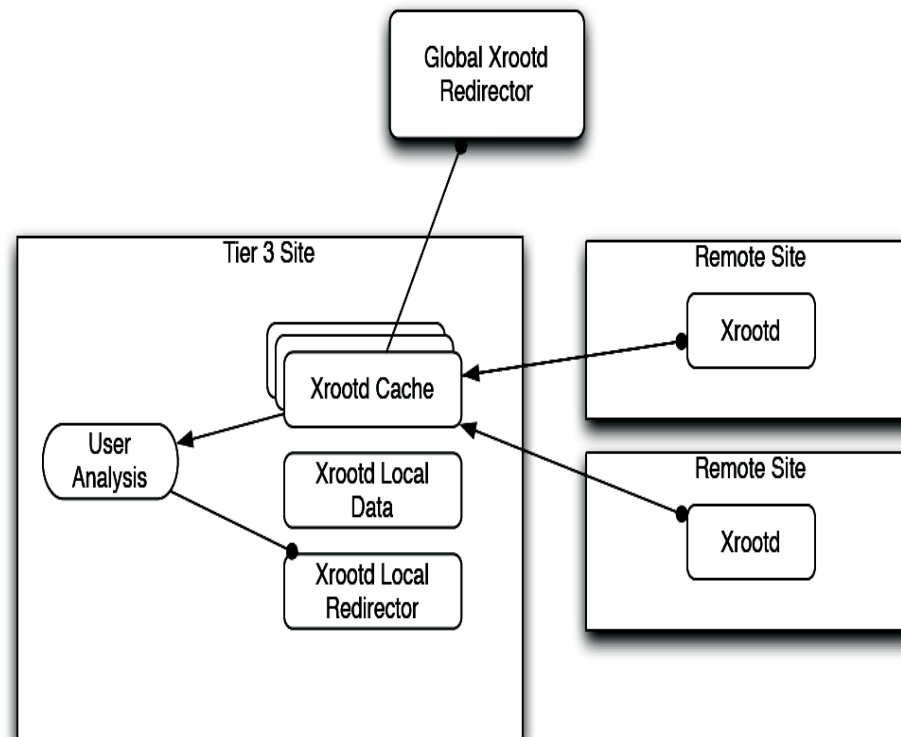 Global Xrootd
Redirector
Tier 3 Site
Xrootd Cache
User
Analysis
Xrootd Local
Data
Xrootd Local
Redirector
Remote Site
Xrootd
Remote Site
Xrootd